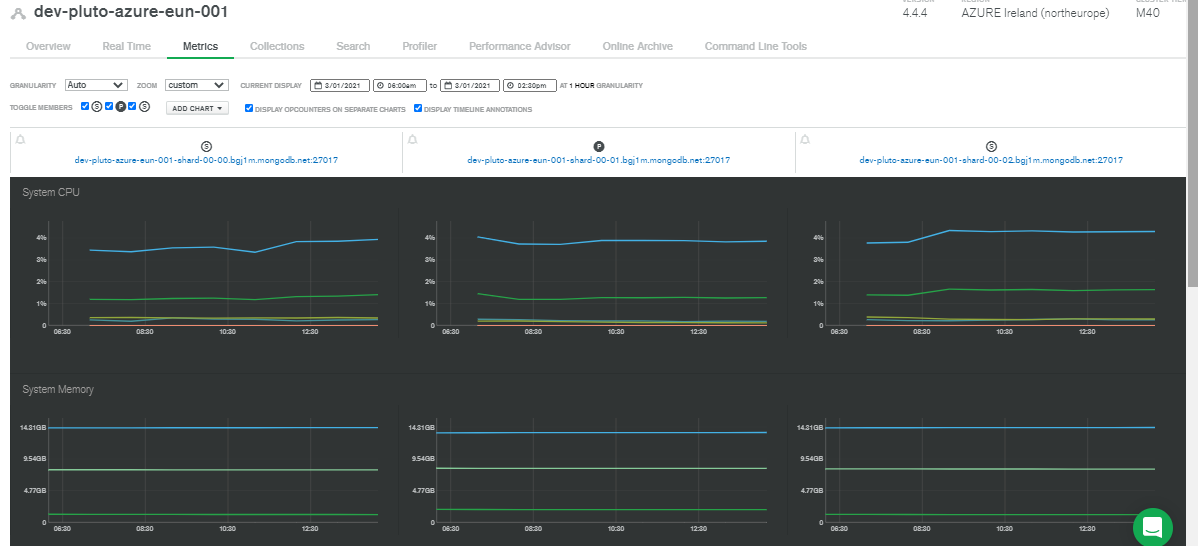 dev-pluto-azure-eun-001
VERSION REGION CLUSTER TIER
4.4.4 AZURE Ireland (northeurope) M40
Overview Real Time Metrics Collections Search Profiler Performance Advisor Online Archive Command Line Tools
GRANULARITY Auto ZOOM custom CURRENT DISPLAY 3/01/2021 06:00am to 3/01/2021 02:30pm AT 1 HOUR GRANULARITY
TOGGLE MEMBERS S P S ADD CHART DISPLAY OPCOUNTERS ON SEPARATE CHARTS DISPLAY TIMELINE ANNOTATIONS
S P S
dev-pluto-azure-eun-001-shard-00-00.bgj1m.mongodb.net:27017 dev-pluto-azure-eun-001-shard-00-01.bgj1m.mongodb.net:27017 dev-pluto-azure-eun-001-shard-00-02.bgj1m.mongodb.net:27017
System CPU
4% 4% 4%
3% 3% 3%
2% 2% 2%
1% 1% 1%
0 0 0
06:30 08:30 10:30 12:30 06:30 08:30 10:30 12:30 06:30 08:30 10:30 12:30
System Memory
14.31GB 14.31GB 14.31GB
9.54GB 9.54GB 9.54GB
4.77GB 4.77GB 4.77GB
0 0 0
06:30 08:30 10:30 12:30 06:30 08:30 10:30 12:30 06:30 08:30 10:30 12:30